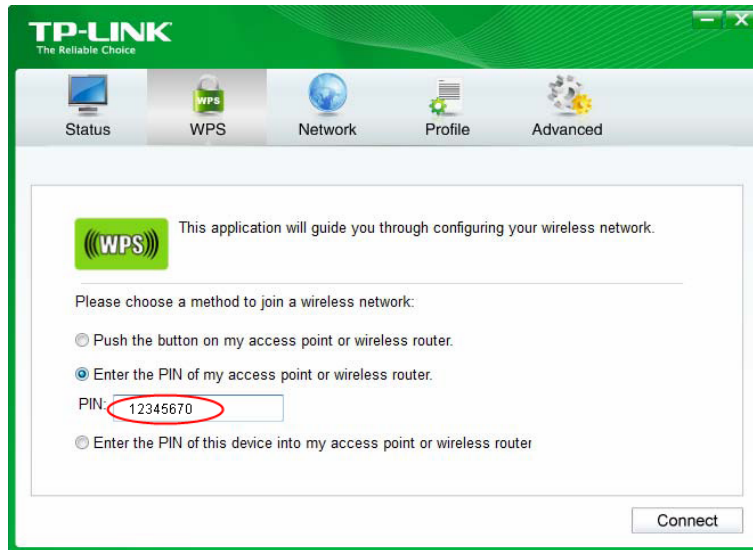 TP-LINK
The Reliable Choice
Status WPS Network Profile Advanced
WPS
This application will guide you through configuring your wireless network.
((WPS))
Please choose a method to join a wireless network:
Push the button on my access point or wireless router.
Enter the PIN of my access point or wireless router.
PIN: 12345670
Enter the PIN of this device into my access point or wireless router
Connect